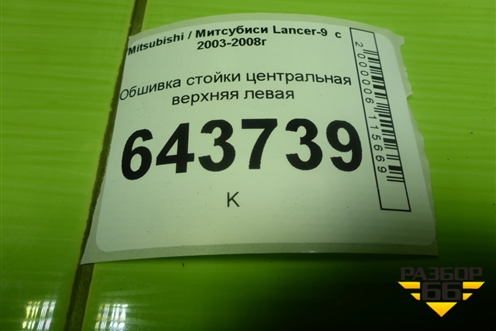 Mitsubishi / Митсубиси Lancer-9 с
2003-2008г
Обшивка стойки центральная
верхняя левая
643739
К
2000006115669
РАЗБОР
66